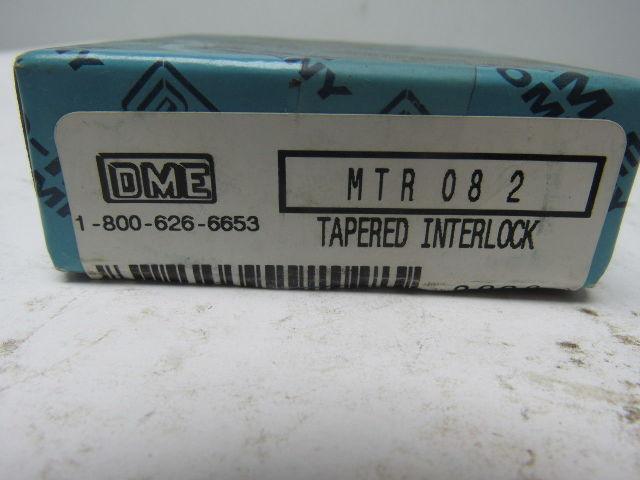 DME
MTR 08 2
1-800-626-6653
TAPERED INTERLOCK